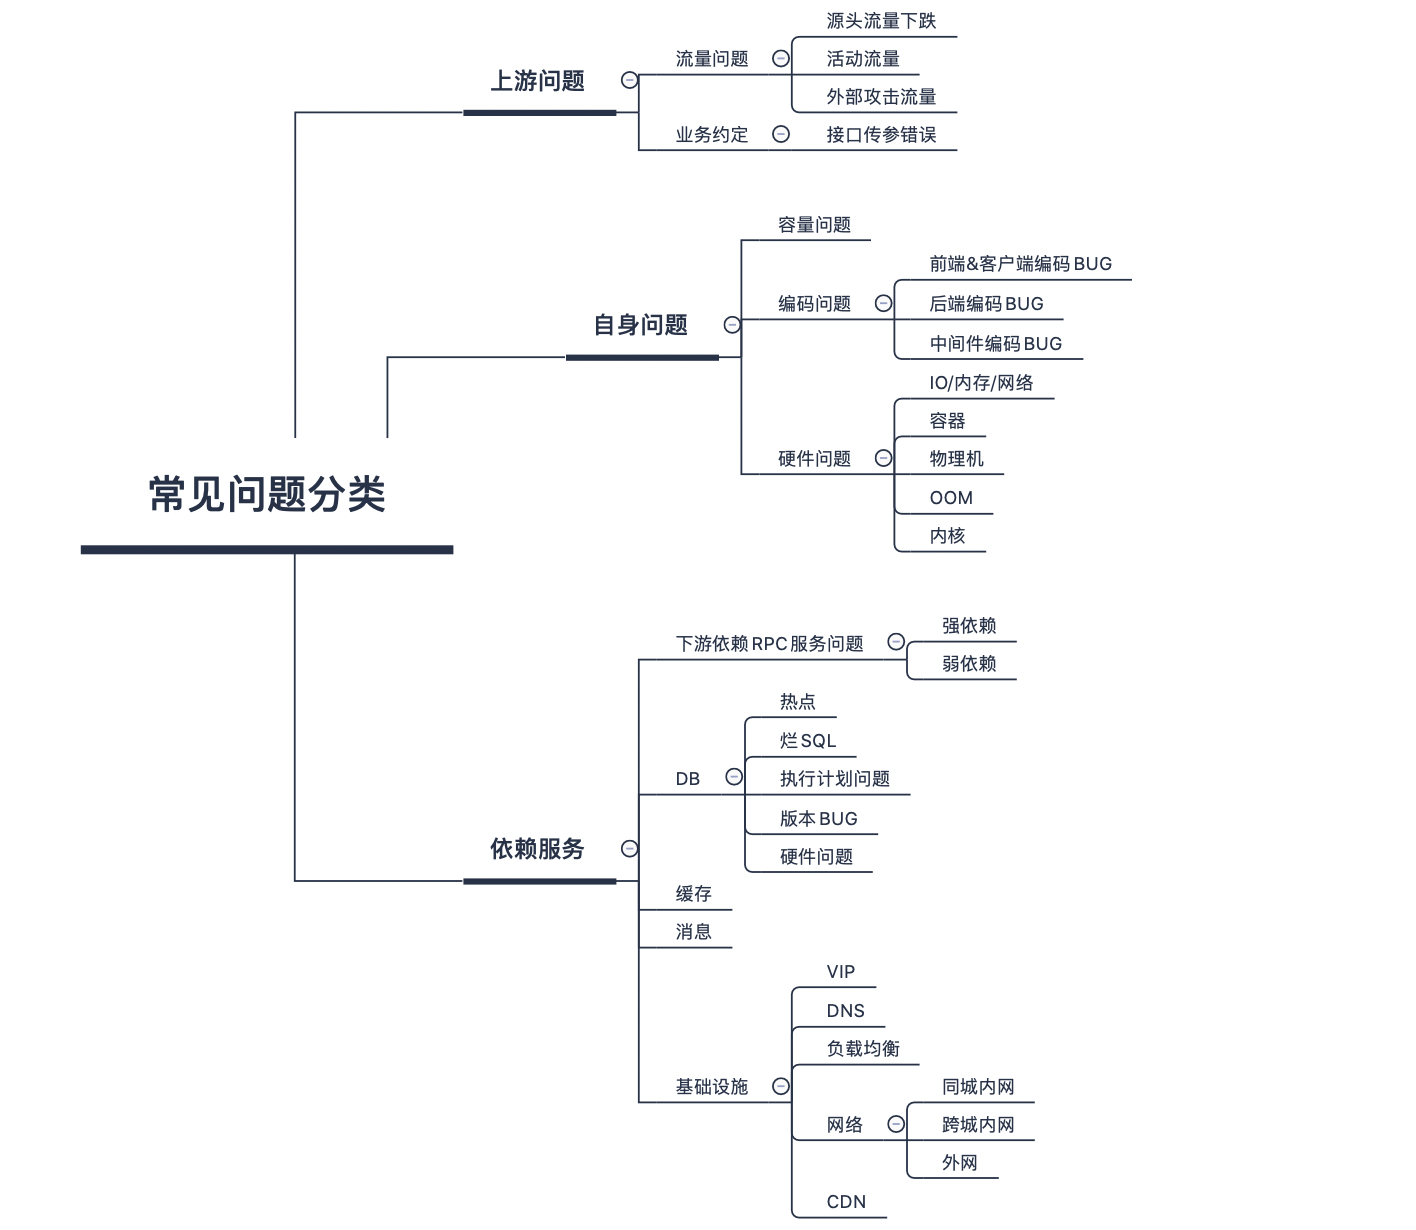 常见问题分类
上游问题
流量问题
源头流量下跌
活动流量
外部攻击流量
业务约定
接口传参错误
自身问题
容量问题
编码问题
前端&客户端编码 BUG
后端编码 BUG
中间件编码 BUG
硬件问题
IO/内存/网络
容器
物理机
OOM
内核
依赖服务
下游依赖 RPC 服务问题
强依赖
弱依赖
DB
热点
烂 SQL
执行计划问题
版本 BUG
硬件问题
缓存
消息
基础设施
VIP
DNS
负载均衡
网络
同城内网
跨城内网
外网
CDN